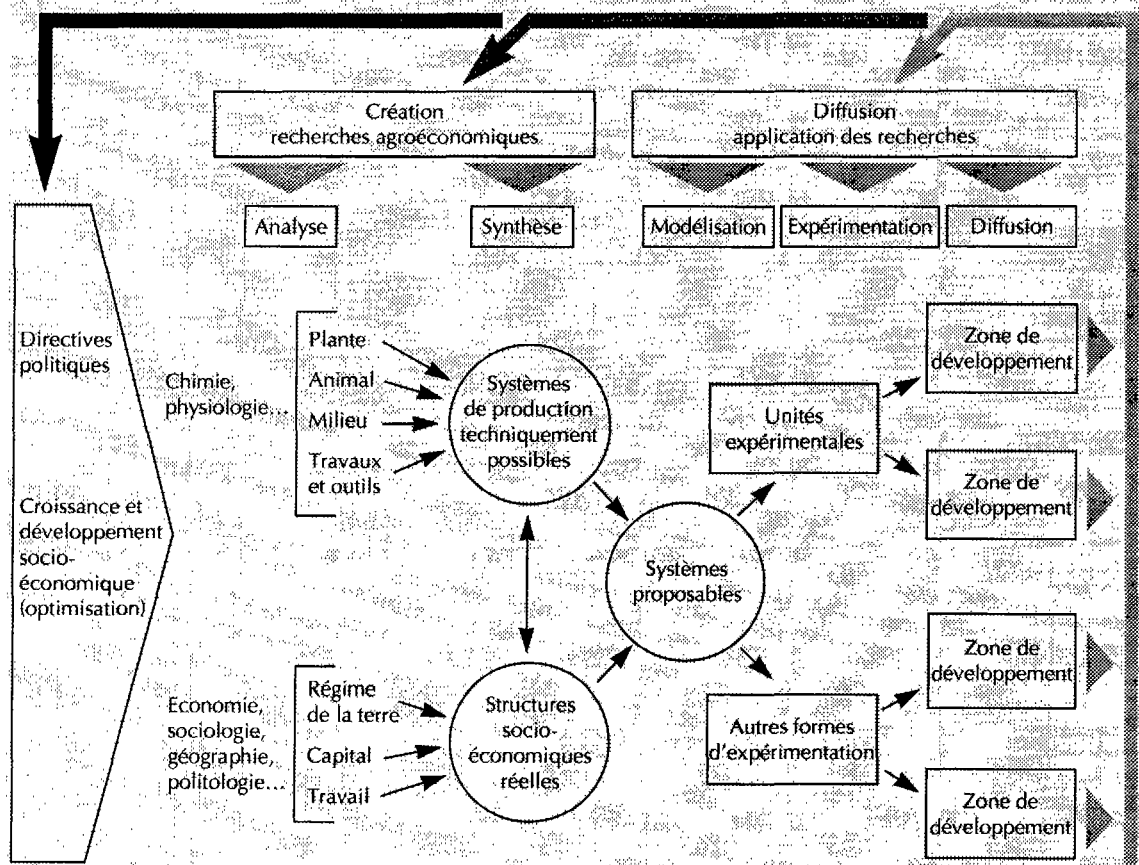 Création
recherches agroéconomiques
Diffusion
application des recherches
Analyse
Synthèse
Modélisation
Expérimentation
Diffusion
Directives
politiques
Croissance et
développement
socio-
économique
(optimisation)
Chimie,
physiologie...
Plante
Animal
Milieu
Travaux
et outils
Systèmes
de production
techniquement
possibles
Economie,
sociologie,
géographie,
politologie...
Régime
de la terre
Capital
Travail
Structures
socio-
économiques
réelles
Systèmes
proposables
Unités
expérimentales
Autres formes
d'expérimentation
Zone de
développement
Zone de
développement
Zone de
développement
Zone de
développement